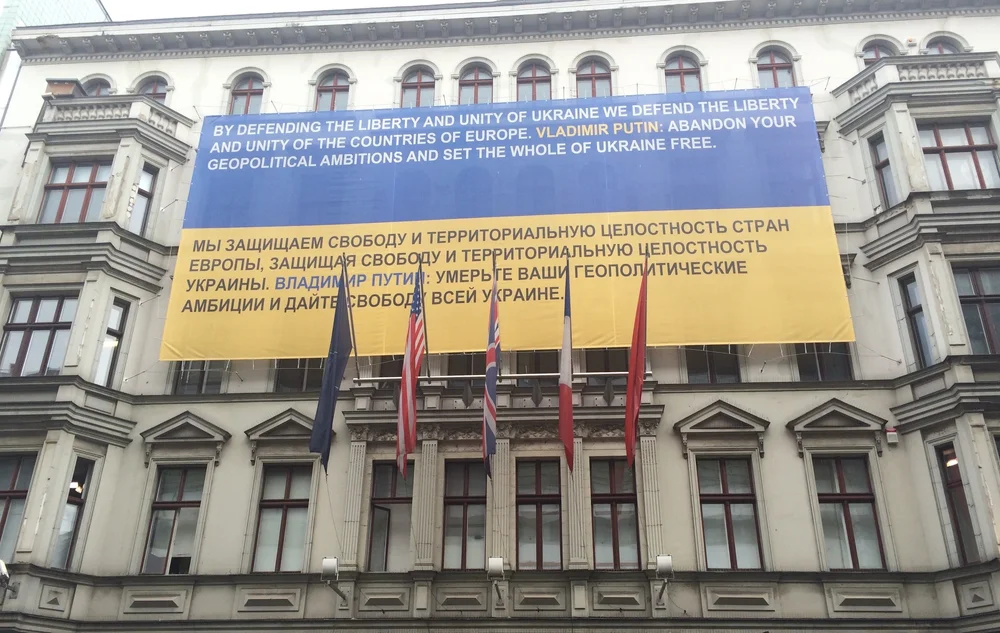 BY DEFENDING THE LIBERTY AND UNITY OF UKRAINE WE DEFEND THE LIBERTY
AND UNITY OF THE COUNTRIES OF EUROPE. VLADIMIR PUTIN: ABANDON YOUR
GEOPOLITICAL AMBITIONS AND SET THE WHOLE OF UKRAINE FREE.
МЫ ЗАЩИЩАЕМ СВОБОДУ И ТЕРРИТОРИАЛЬНУЮ ЦЕЛОСТНОСТЬ СТРАН
ЕВРОПЫ, ЗАЩИЩАЯ СВОБОДУ И ТЕРРИТОРИАЛЬНУЮ ЦЕЛОСТНОСТЬ
УКРАИНЫ. ВЛАДИМИР ПУТИН: УМЕРЬТЕ ВАШИ ГЕОПОЛИТИЧЕСКИЕ
АМБИЦИИ И ДАЙТЕ СВОБОДУ ВСЕЙ УКРАИНЕ.